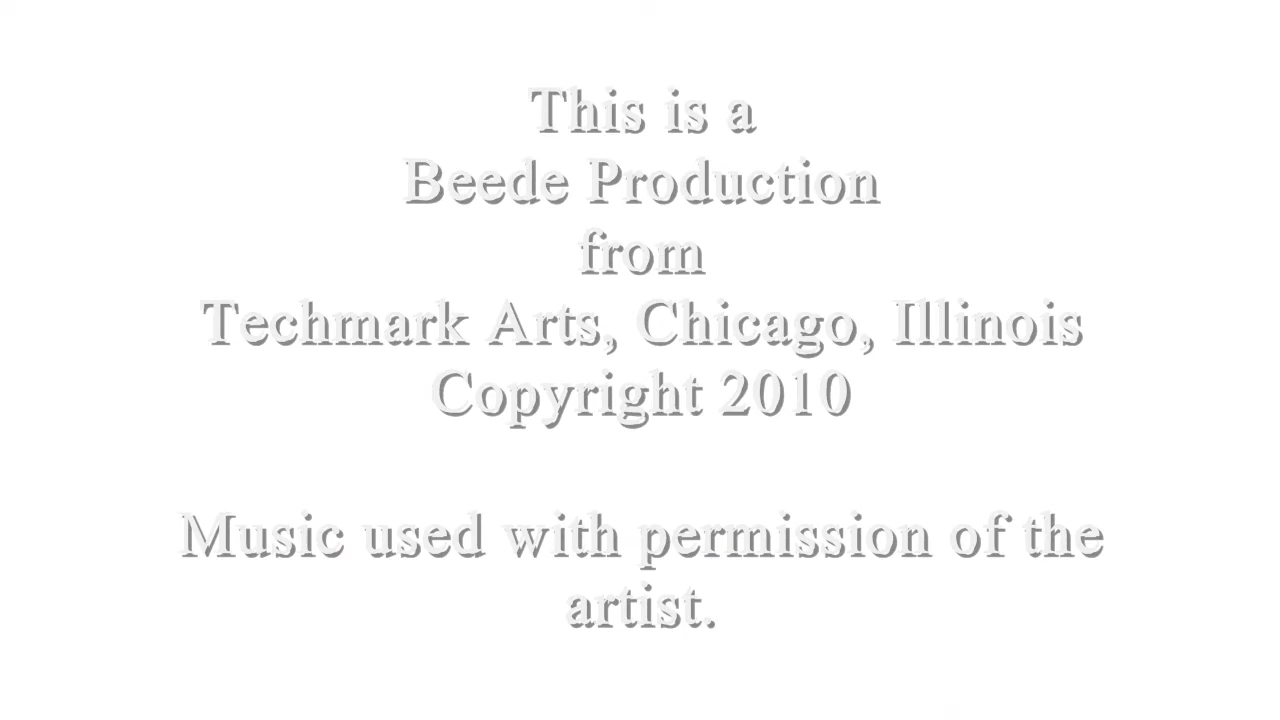 This is a
Beede Production
from
Techmark Arts, Chicago, Illinois
Copyright 2010
Music used with permission of the
artist.